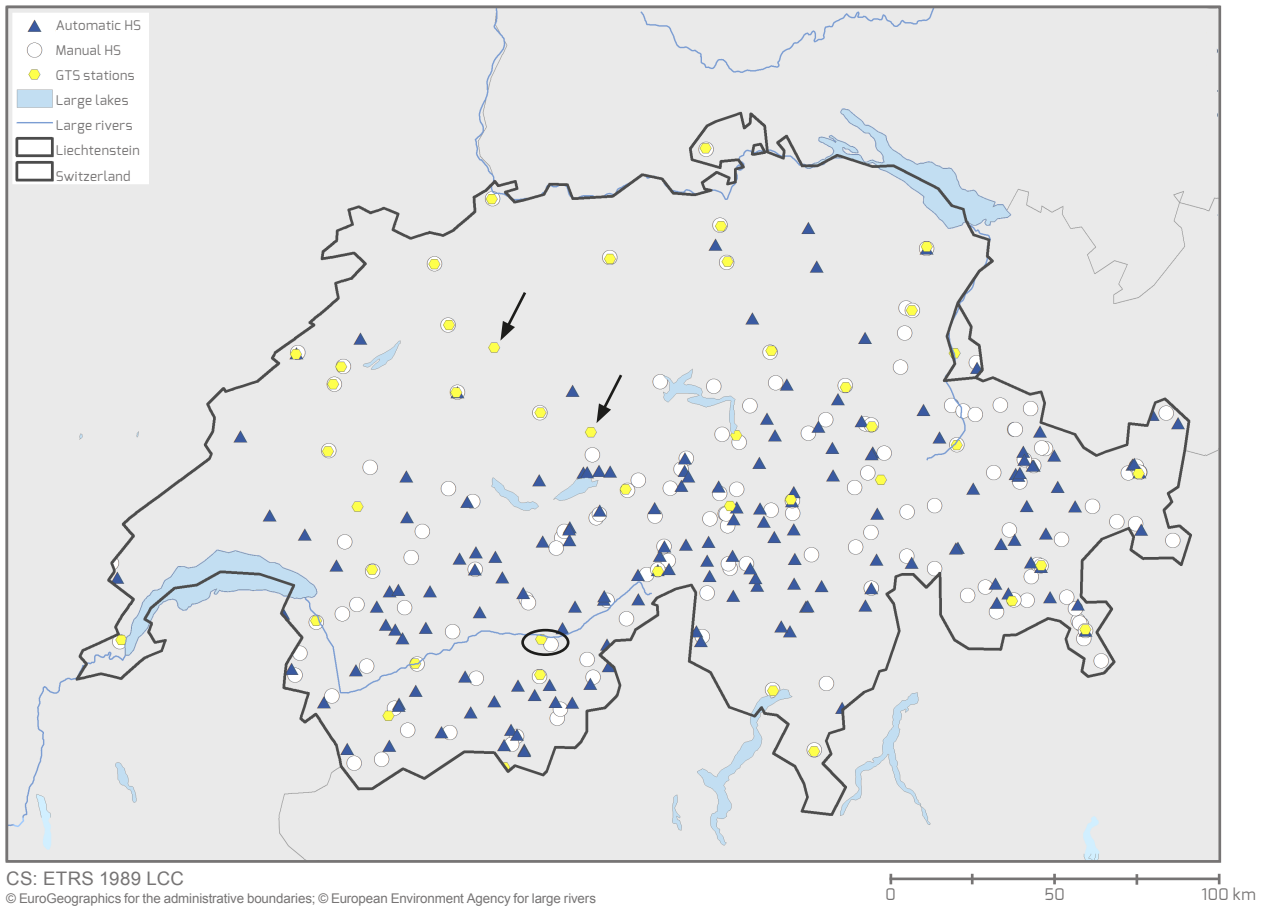 Automatic HS
Manual HS
GTS stations
Large lakes
Large rivers
Liechtenstein
Switzerland
CS: ETRS 1989 LCC
© EuroGeographics for the administrative boundaries; © European Environment Agency for large rivers
0 50 100 km